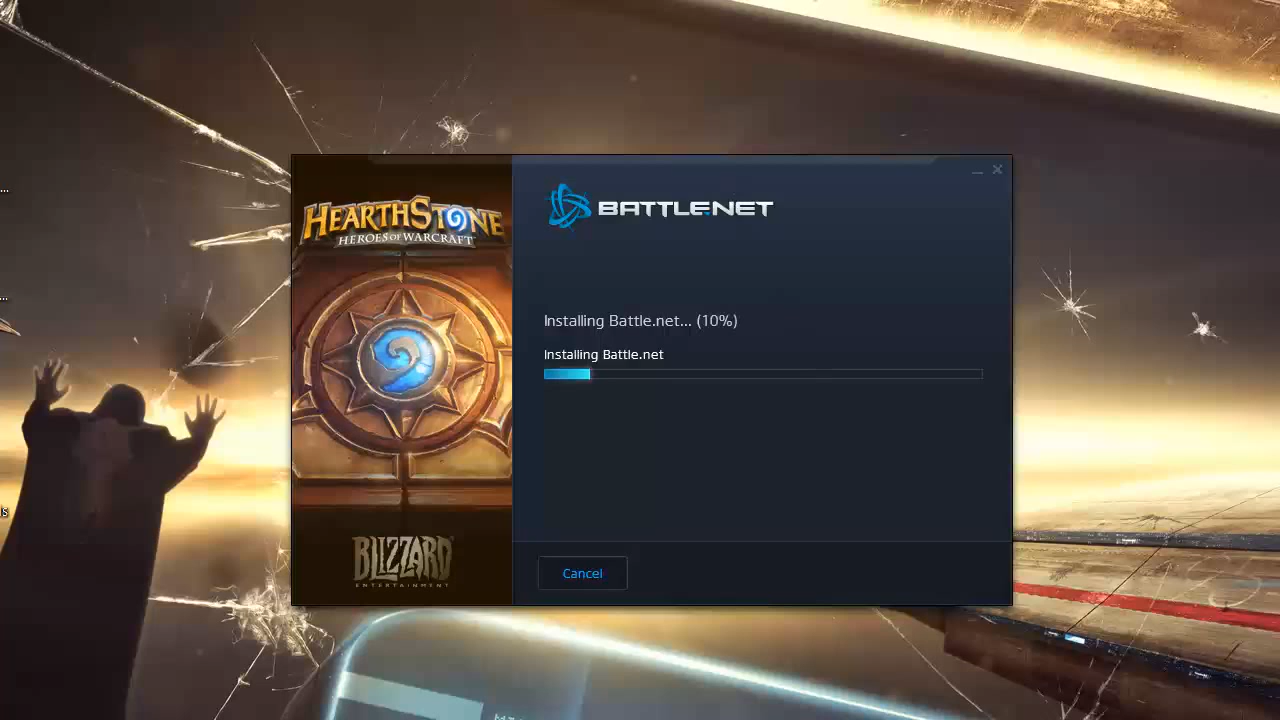 HEARTHSTONE
HEROES OF WARCRAFT
BATTLE.NET
Installing Battle.net... (10%)
Installing Battle.net
BLIZZARD
ENTERTAINMENT
Cancel